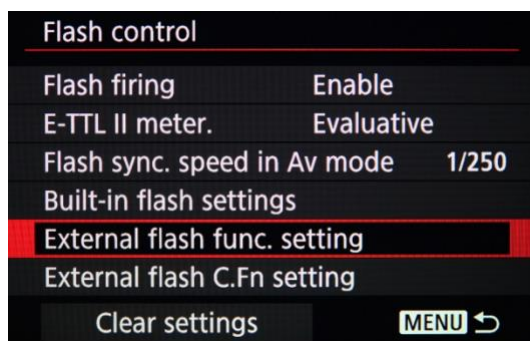 Flash control
Flash firing Enable
E-TTL II meter. Evaluative
Flash sync. speed in Av mode 1/250
Built-in flash settings
External flash func. setting
External flash C.Fn setting
Clear settings MENU